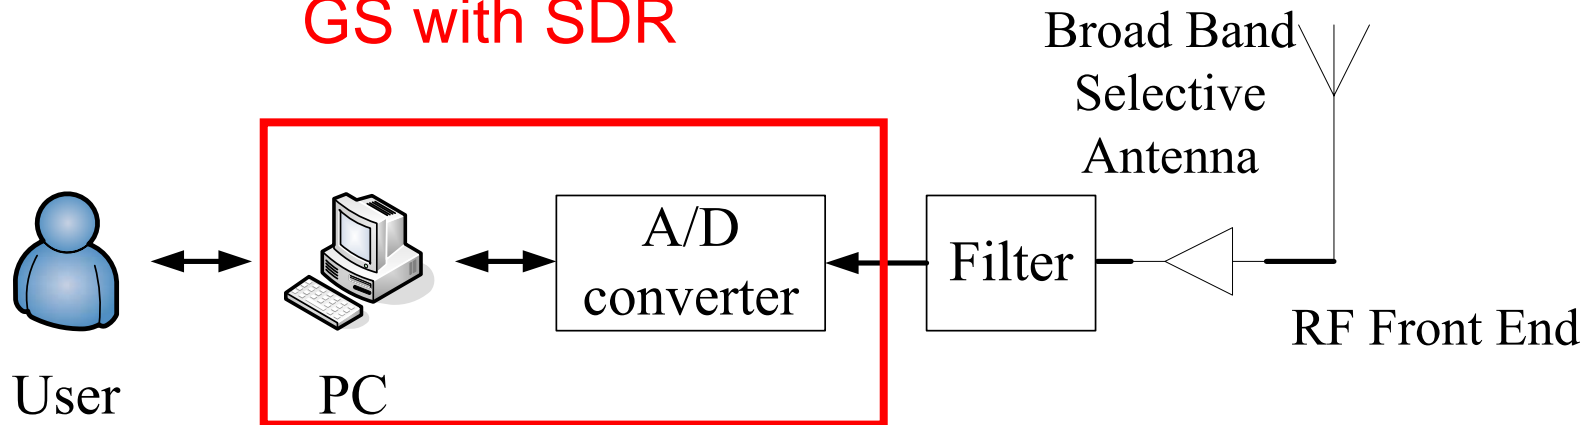 GS with SDR
Broad Band
Selective
Antenna
A/D
converter
Filter
RF Front End
User
PC